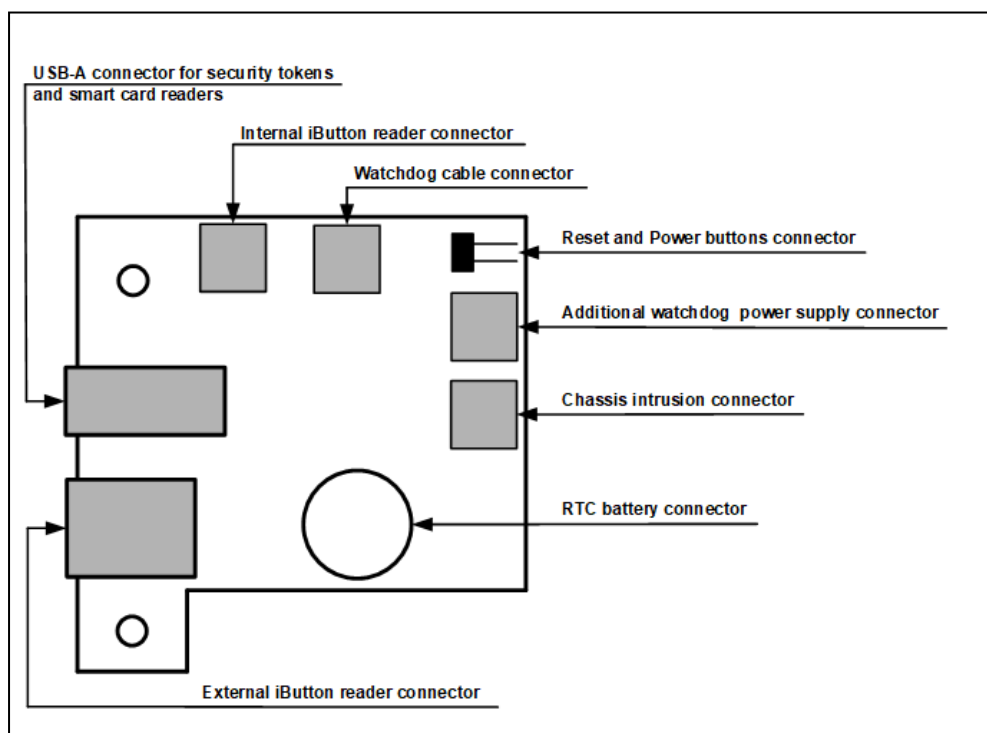 USB-A connector for security tokens
and smart card readers
Internal iButton reader connector
Watchdog cable connector
Reset and Power buttons connector
Additional watchdog  power supply connector
Chassis intrusion connector
RTC battery connector
External iButton reader connector